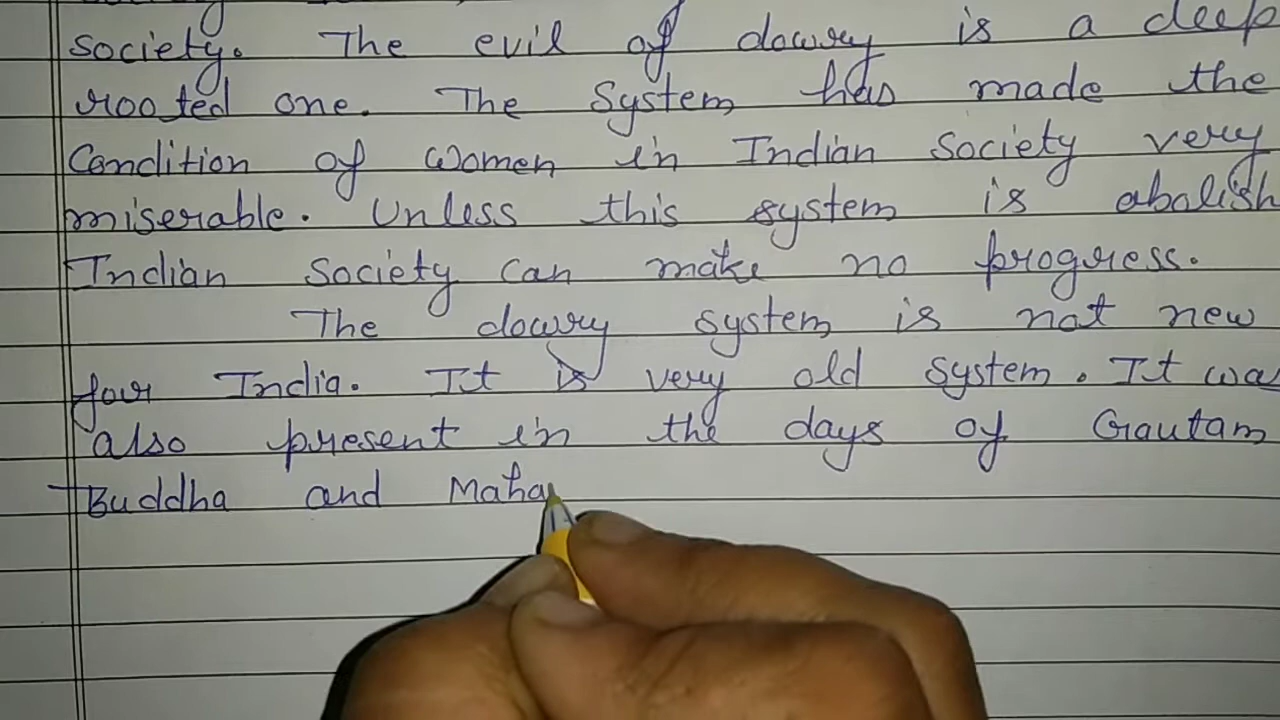 society. The evil of dowry is a deep
rooted one. The System has made the
Condition of women in Indian Society very
miserable. Unless this system is abolish
Indian Society can make no progress.
The dowry system is not new
for India. It is very old system. It was
also present in the days of Gautam
Buddha and Maha